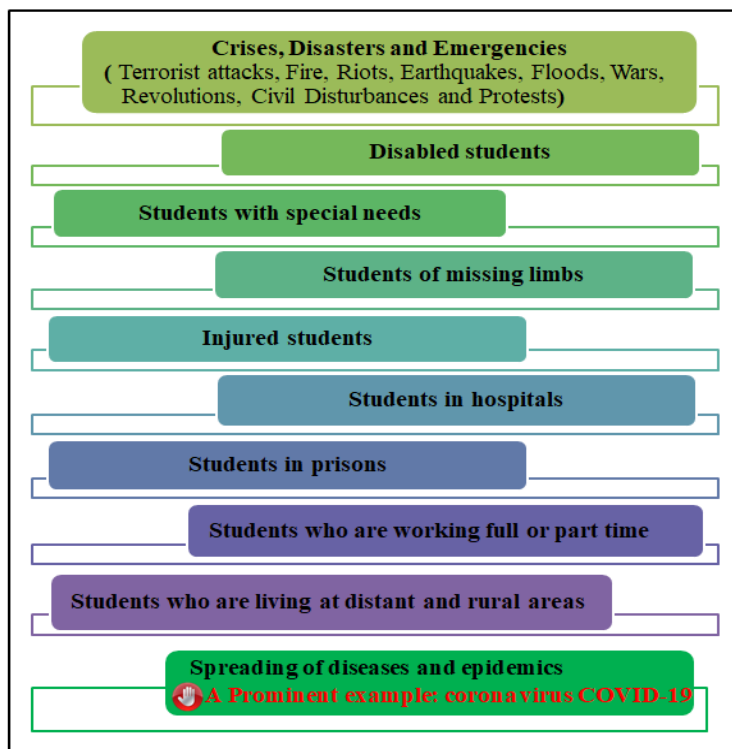 Crises, Disasters and Emergencies
( Terrorist attacks, Fire, Riots, Earthquakes, Floods, Wars,
Revolutions, Civil Disturbances and Protests)
Disabled students
Students with special needs
Students of missing limbs
Injured students
Students in hospitals
Students in prisons
Students who are working full or part time
Students who are living at distant and rural areas
Spreading of diseases and epidemics
A Prominent example: coronavirus COVID-19